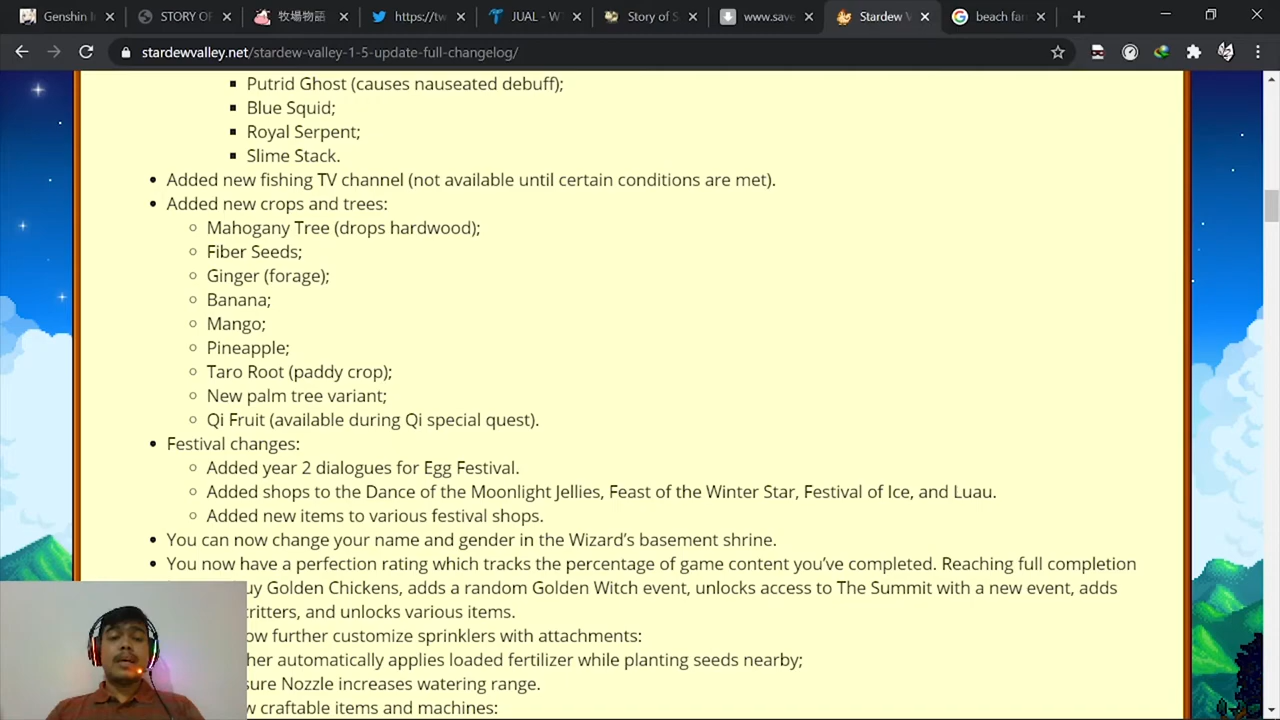 Genshin I
STORY OF
牧場物語
https://tw
JUAL - WT
Story of S
www.save
Stardew V
beach far
stardewvalley.net/stardew-valley-1-5-update-full-changelog/
Putrid Ghost (causes nauseated debuff);
Blue Squid;
Royal Serpent;
Slime Stack.
Added new fishing TV channel (not available until certain conditions are met).
Added new crops and trees:
Mahogany Tree (drops hardwood);
Fiber Seeds;
Ginger (forage);
Banana;
Mango;
Pineapple;
Taro Root (paddy crop);
New palm tree variant;
Qi Fruit (available during Qi special quest).
Festival changes:
Added year 2 dialogues for Egg Festival.
Added shops to the Dance of the Moonlight Jellies, Feast of the Winter Star, Festival of Ice, and Luau.
Added new items to various festival shops.
You can now change your name and gender in the Wizard's basement shrine.
You now have a perfection rating which tracks the percentage of game content you've completed. Reaching full completion
uy Golden Chickens, adds a random Golden Witch event, unlocks access to The Summit with a new event, adds
critters, and unlocks various items.
ow further customize sprinklers with attachments:
her automatically applies loaded fertilizer while planting seeds nearby;
sure Nozzle increases watering range.
w craftable items and machines: